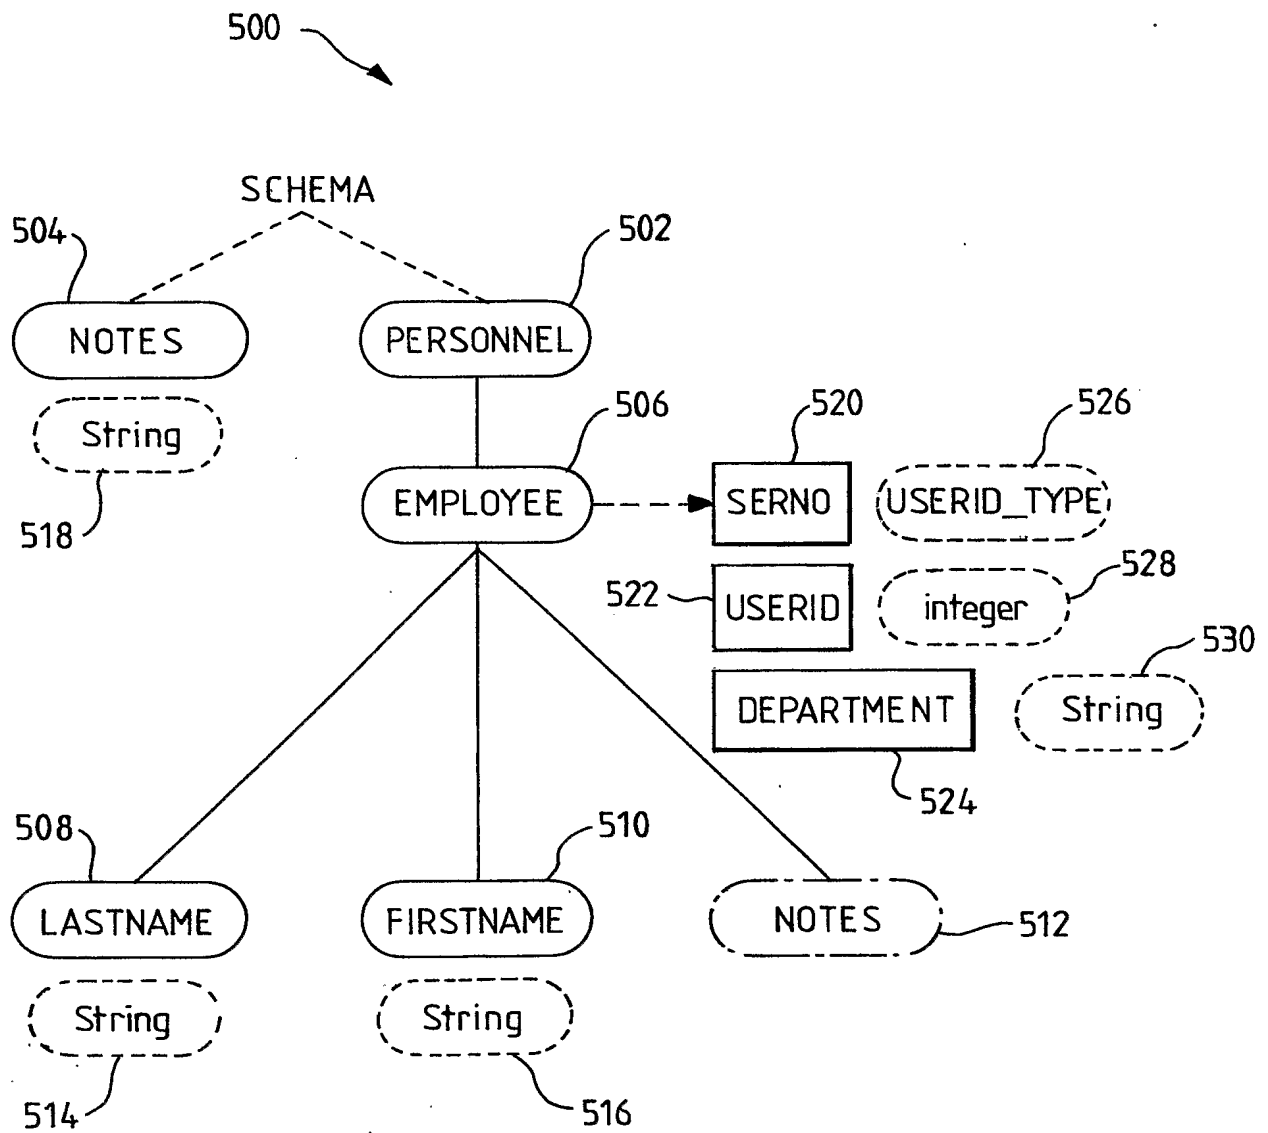 500
SCHEMA
504
502
NOTES
PERSONNEL
String
518
506
EMPLOYEE
520
526
SERNO
USERID_TYPE
522
USERID
integer
528
530
DEPARTMENT
String
524
508
510
LASTNAME
FIRSTNAME
NOTES
512
String
String
514
516